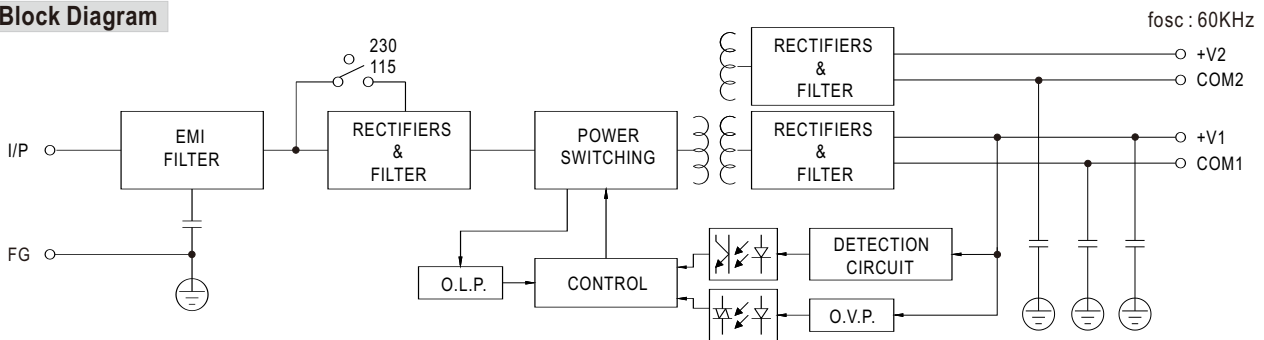 Block Diagram
fosc : 60KHz
230
115
I/P
EMI
FILTER
RECTIFIERS
&
FILTER
POWER
SWITCHING
RECTIFIERS
&
FILTER
+V2
COM2
RECTIFIERS
&
FILTER
+V1
COM1
FG
O.L.P.
CONTROL
DETECTION
CIRCUIT
O.V.P.